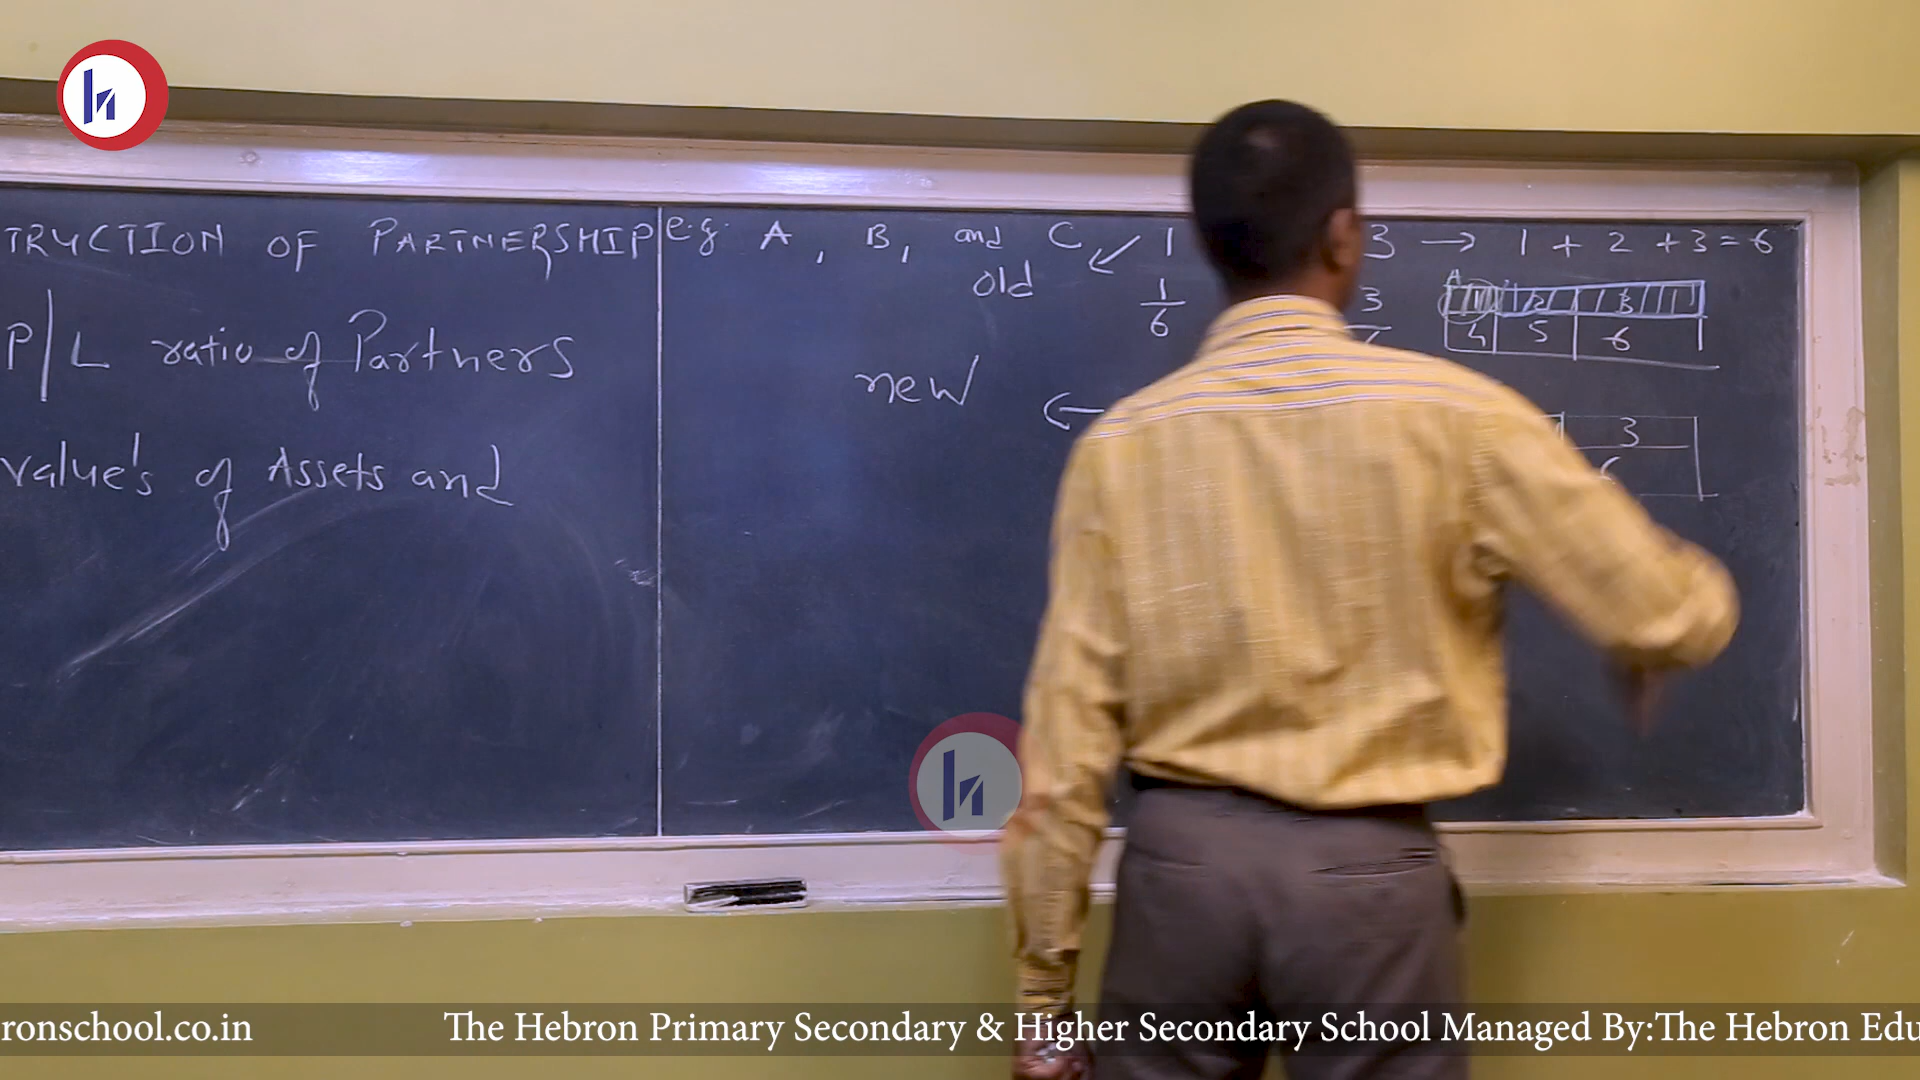 TRUCTION OF PARTNERSHIP
P/L ratio of Partners
value's of Assets and
e.g. A, B, and C ↙ 1 3 → 1 + 2 + 3 = 6
old 1/6 3
A
4 5 6
new ←
3
6
ronschool.co.in The Hebron Primary Secondary & Higher Secondary School Managed By:The Hebron Edu